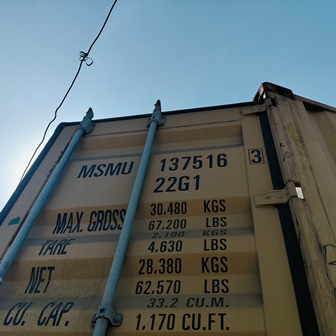 MSMU 137516 3
22G1
MAX. GROSS 30,480 KGS
67,200 LBS
TARE 2,100 KGS
4,630 LBS
NET 28,380 KGS
62,570 LBS
CU. CAP. 33.2 CU.M.
1,170 CU.FT.